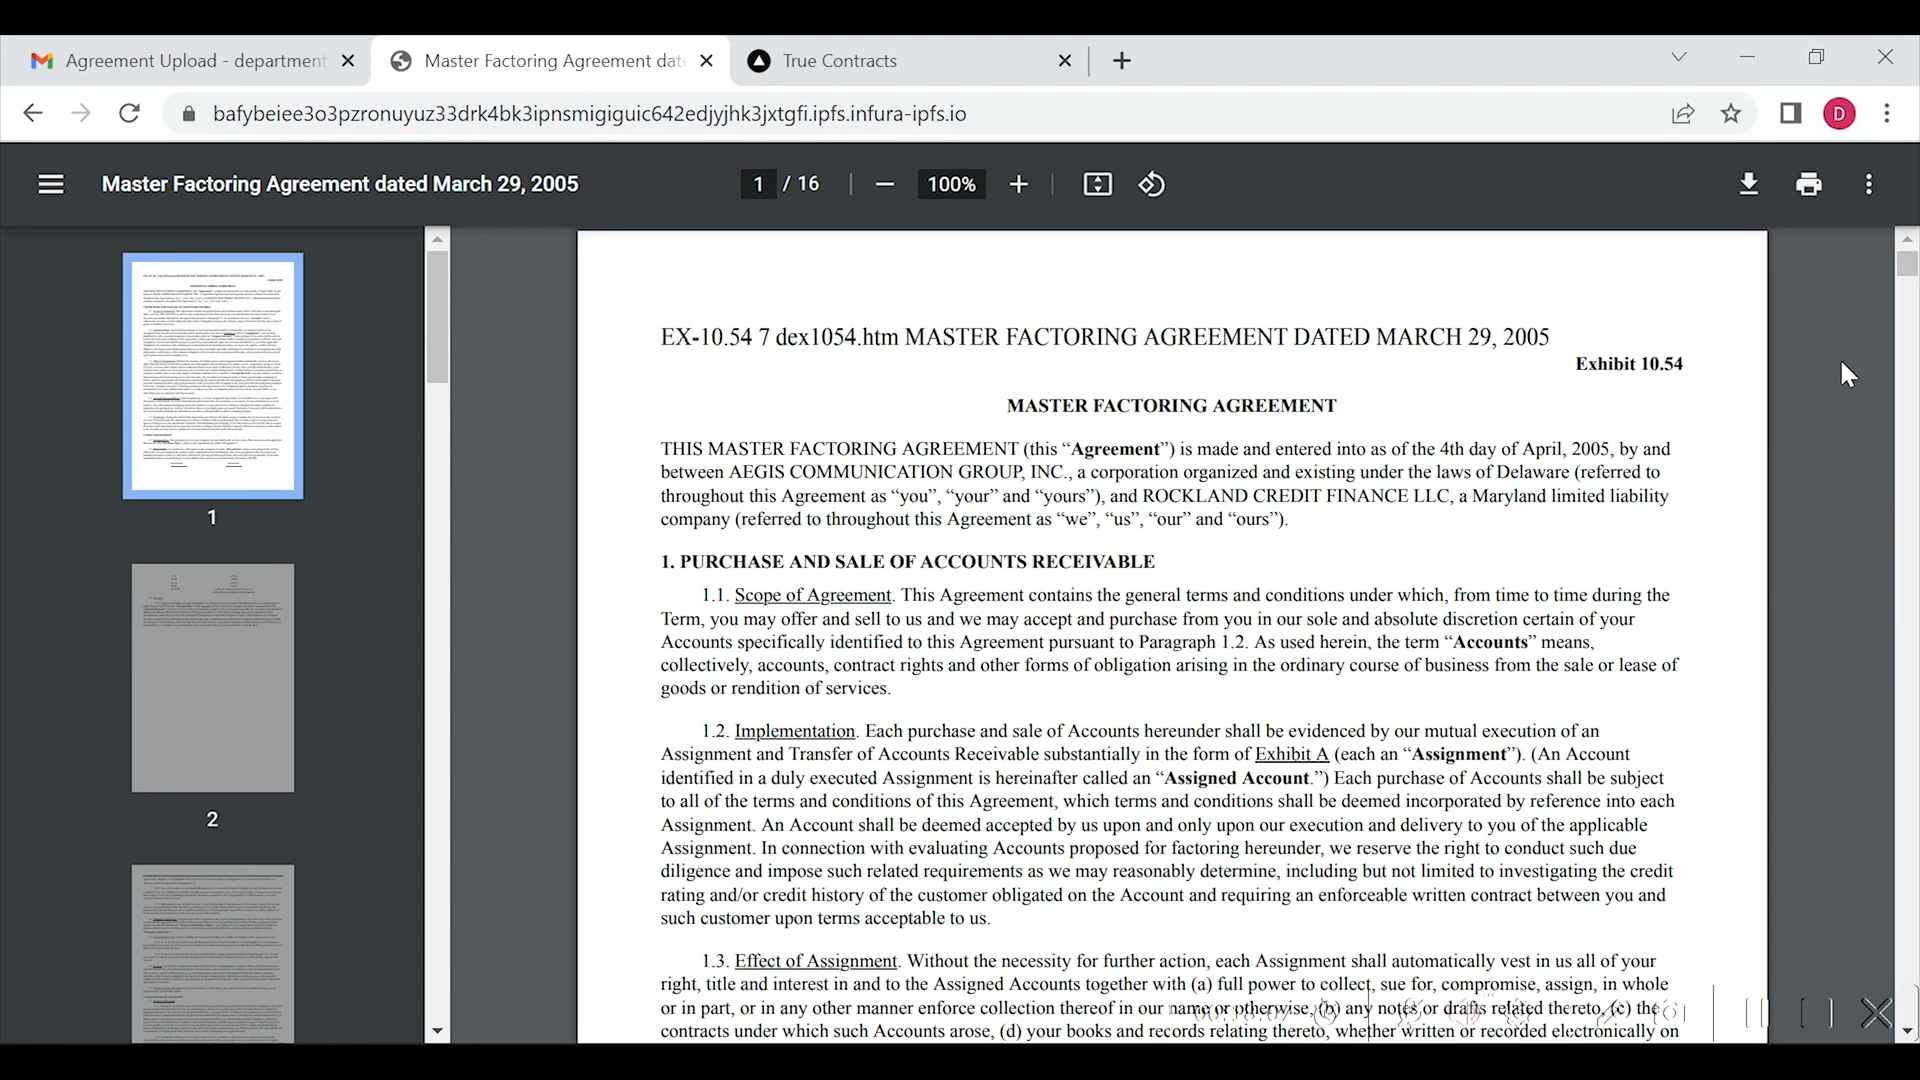 Agreement Upload - department
Master Factoring Agreement dat
True Contracts
bafybeiee3o3pzronuyuz33drk4bk3ipnsmigiguic642edjyjhk3jxtgfi.ipfs.infura-ipfs.io
D
Master Factoring Agreement dated March 29, 2005
1 / 16
100%
1
2
EX-10.54 7 dex1054.htm MASTER FACTORING AGREEMENT DATED MARCH 29, 2005
Exhibit 10.54
MASTER FACTORING AGREEMENT
THIS MASTER FACTORING AGREEMENT (this “Agreement”) is made and entered into as of the 4th day of April, 2005, by and
between AEGIS COMMUNICATION GROUP, INC., a corporation organized and existing under the laws of Delaware (referred to
throughout this Agreement as “you”, “your” and “yours”), and ROCKLAND CREDIT FINANCE LLC, a Maryland limited liability
company (referred to throughout this Agreement as “we”, “us”, “our” and “ours”).
1. PURCHASE AND SALE OF ACCOUNTS RECEIVABLE
1.1. Scope of Agreement. This Agreement contains the general terms and conditions under which, from time to time during the
Term, you may offer and sell to us and we may accept and purchase from you in our sole and absolute discretion certain of your
Accounts specifically identified to this Agreement pursuant to Paragraph 1.2. As used herein, the term “Accounts” means,
collectively, accounts, contract rights and other forms of obligation arising in the ordinary course of business from the sale or lease of
goods or rendition of services.
1.2. Implementation. Each purchase and sale of Accounts hereunder shall be evidenced by our mutual execution of an
Assignment and Transfer of Accounts Receivable substantially in the form of Exhibit A (each an “Assignment”). (An Account
identified in a duly executed Assignment is hereinafter called an “Assigned Account.”) Each purchase of Accounts shall be subject
to all of the terms and conditions of this Agreement, which terms and conditions shall be deemed incorporated by reference into each
Assignment. An Account shall be deemed accepted by us upon and only upon our execution and delivery to you of the applicable
Assignment. In connection with evaluating Accounts proposed for factoring hereunder, we reserve the right to conduct such due
diligence and impose such related requirements as we may reasonably determine, including but not limited to investigating the credit
rating and/or credit history of the customer obligated on the Account and requiring an enforceable written contract between you and
such customer upon terms acceptable to us.
1.3. Effect of Assignment. Without the necessity for further action, each Assignment shall automatically vest in us all of your
right, title and interest in and to the Assigned Accounts together with (a) full power to collect, sue for, compromise, assign, in whole
or in part, or in any other manner enforce collection thereof in our name or otherwise, (b) any notes or drafts related thereto, (c) the
contracts under which such Accounts arose, (d) your books and records relating thereto, whether written or recorded electronically on